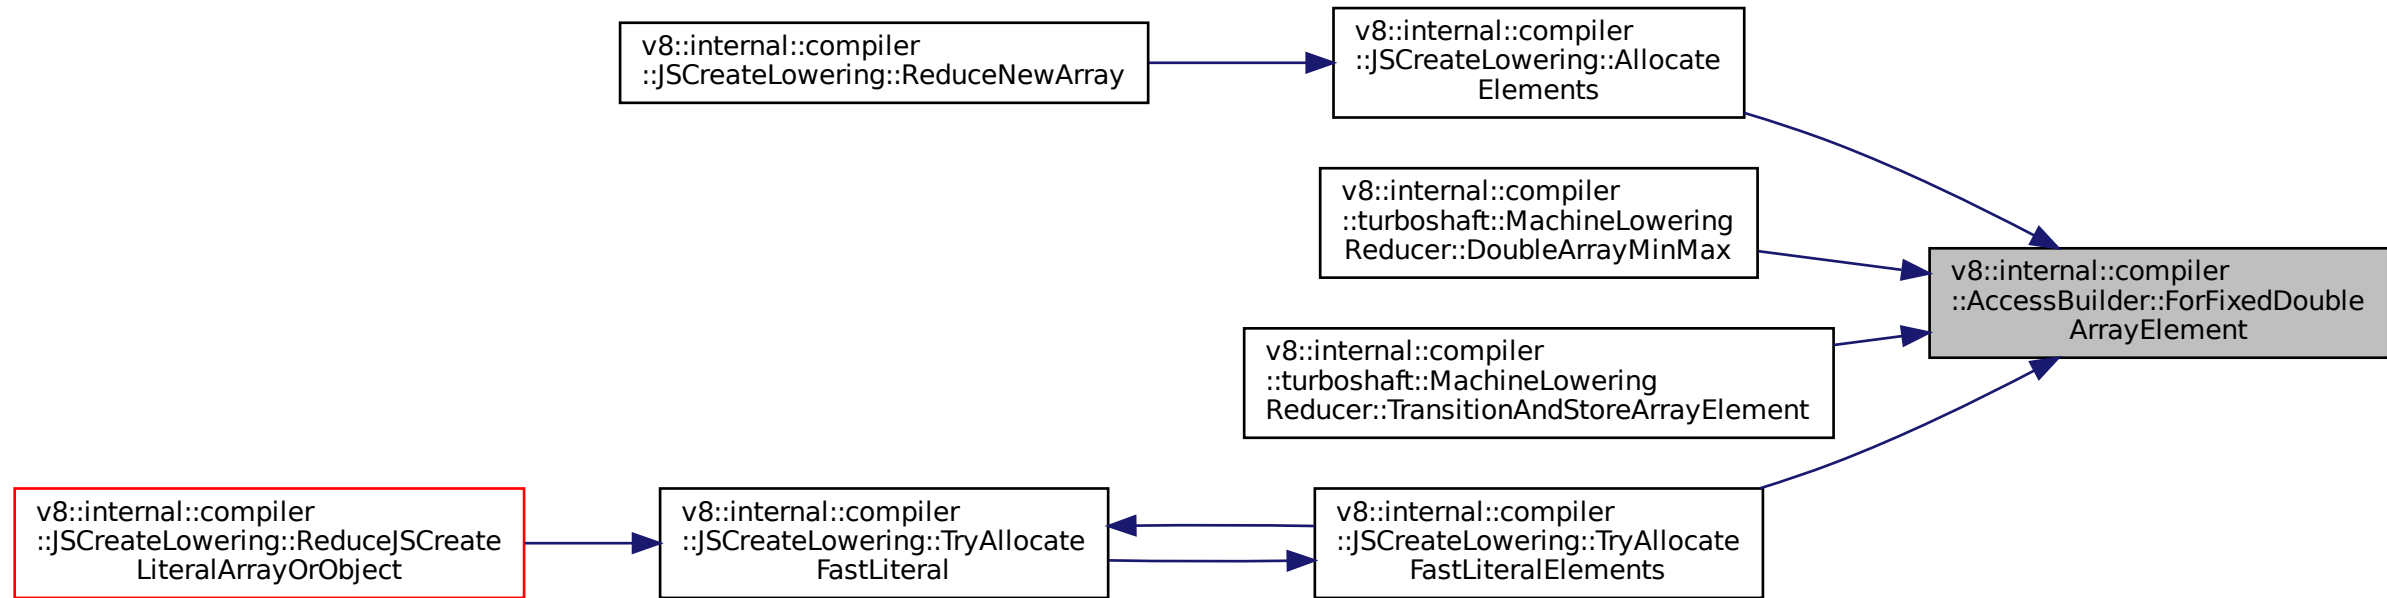 v8::internal::compiler
::JSCreateLowering::ReduceNewArray
v8::internal::compiler
::JSCreateLowering::Allocate
Elements
v8::internal::compiler
::turboshaft::MachineLowering
Reducer::DoubleArrayMinMax
v8::internal::compiler
::AccessBuilder::ForFixedDouble
ArrayElement
v8::internal::compiler
::turboshaft::MachineLowering
Reducer::TransitionAndStoreArrayElement
v8::internal::compiler
::JSCreateLowering::ReduceJSCreate
LiteralArrayOrObject
v8::internal::compiler
::JSCreateLowering::TryAllocate
FastLiteral
v8::internal::compiler
::JSCreateLowering::TryAllocate
FastLiteralElements